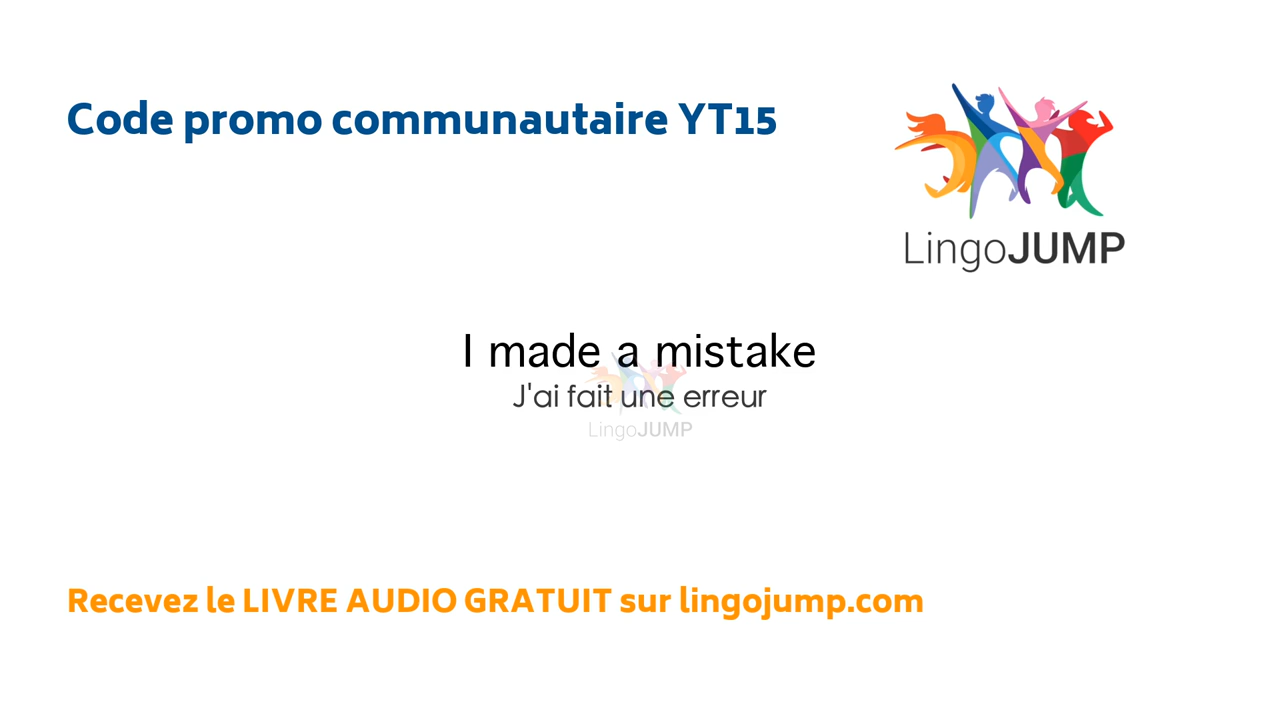 Code promo communautaire YT15
LingoJUMP
I made a mistake
J'ai fait une erreur
LingoJUMP
Recevez le LIVRE AUDIO GRATUIT sur lingojump.com